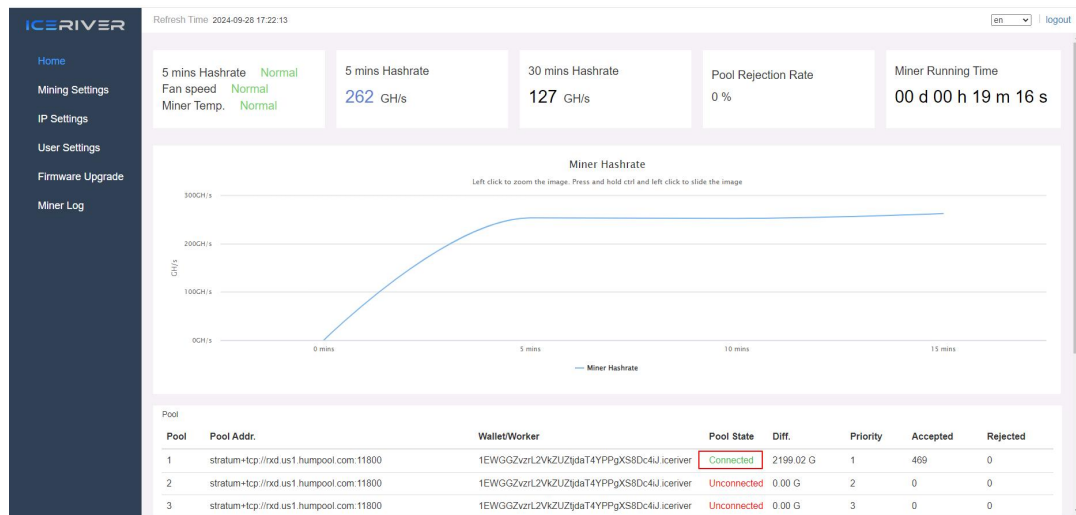 ICERIVER
Refresh Time 2024-09-28 17:22:13
en
logout
Home
Mining Settings
IP Settings
User Settings
Firmware Upgrade
Miner Log
5 mins Hashrate Normal
Fan speed Normal
Miner Temp. Normal
5 mins Hashrate
262 GH/s
30 mins Hashrate
127 GH/s
Pool Rejection Rate
0 %
Miner Running Time
00 d 00 h 19 m 16 s
Miner Hashrate
Left click to zoom the image. Press and hold ctrl and left click to slide the image
300GH/s
200GH/s
100GH/s
0GH/s
GH/s
0 mins 5 mins 10 mins 15 mins
Miner Hashrate
Pool
Pool Pool Addr. Wallet/Worker Pool State Diff. Priority Accepted Rejected
1 stratum+tcp://rxd.us1.humpool.com:11800 1EWGGZvzrL2VkZUZtjdaT4YPPgXS8Dc4iJ.iceriver Connected 2199.02 G 1 469 0
2 stratum+tcp://rxd.us1.humpool.com:11800 1EWGGZvzrL2VkZUZtjdaT4YPPgXS8Dc4iJ.iceriver Unconnected 0.00 G 2 0 0
3 stratum+tcp://rxd.us1.humpool.com:11800 1EWGGZvzrL2VkZUZtjdaT4YPPgXS8Dc4iJ.iceriver Unconnected 0.00 G 3 0 0